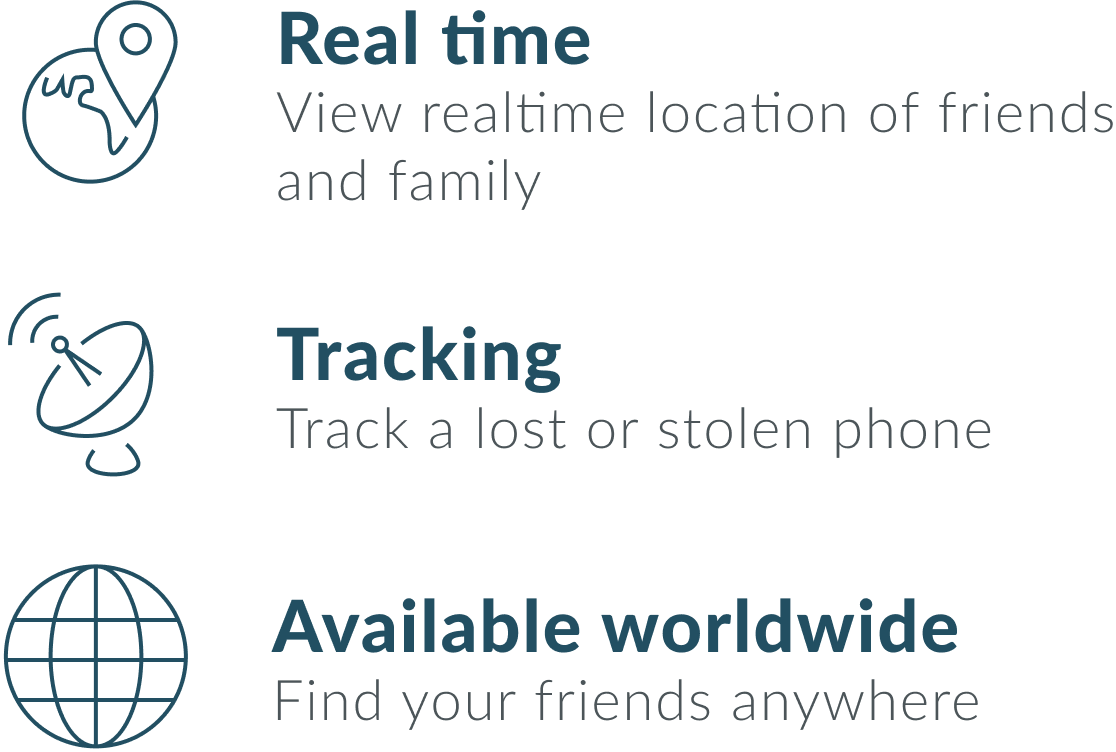 Real time
View realtime location of friends
and family
Tracking
Track a lost or stolen phone
Available worldwide
Find your friends anywhere